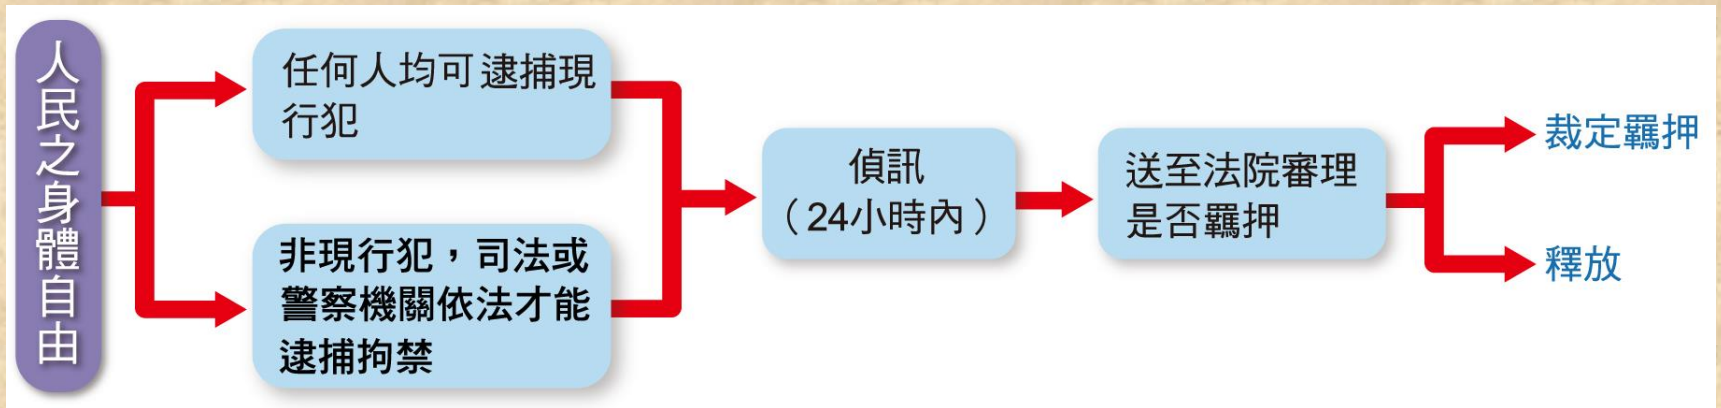 人民之身體自由
任何人均可逮捕現
行犯
非現行犯，司法或
警察機關依法才能
逮捕拘禁
偵訊
（24小時內）
送至法院審理
是否羈押
裁定羈押
釋放